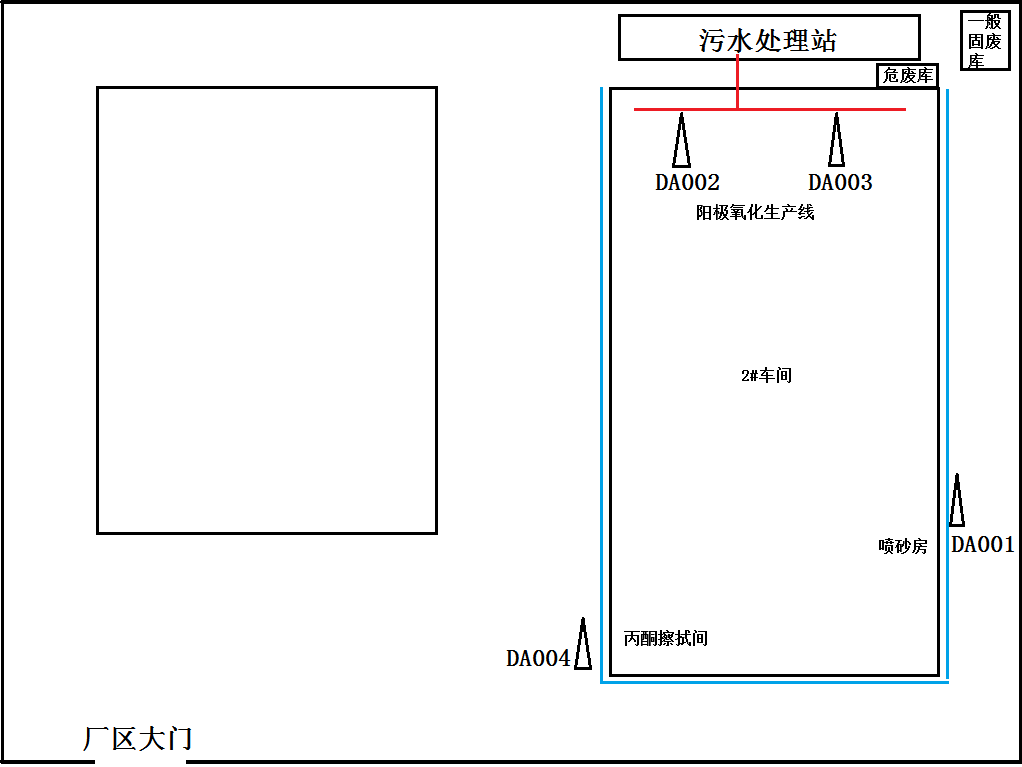 污水处理站
一般
固废
库
危废库
DA002
DA003
阳极氧化生产线
2#车间
喷砂房
DA001
丙酮擦拭间
DA004
厂区大门